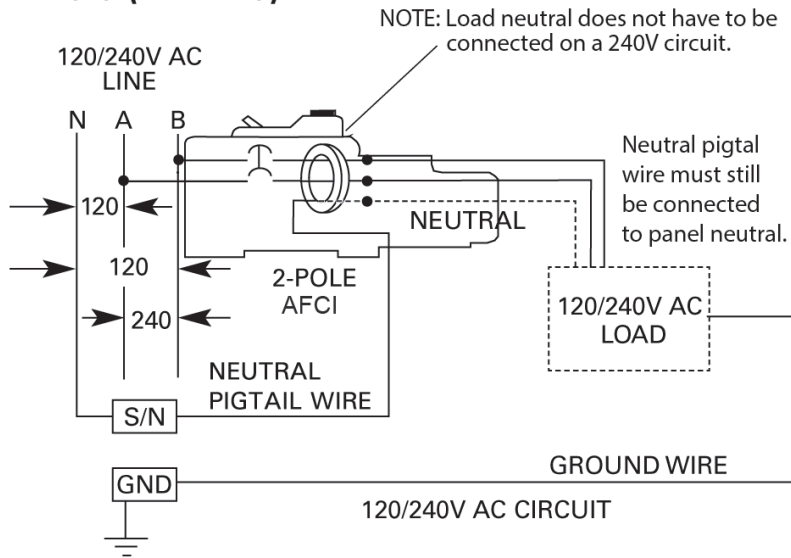 NOTE: Load neutral does not have to be
connected on a 240V circuit.
120/240V AC
LINE
N A B
Neutral pigtal
wire must still
be connected
to panel neutral.
120
NEUTRAL
120
2-POLE
AFCI
240
120/240V AC
LOAD
NEUTRAL
PIGTAIL WIRE
S/N
GROUND WIRE
GND
120/240V AC CIRCUIT